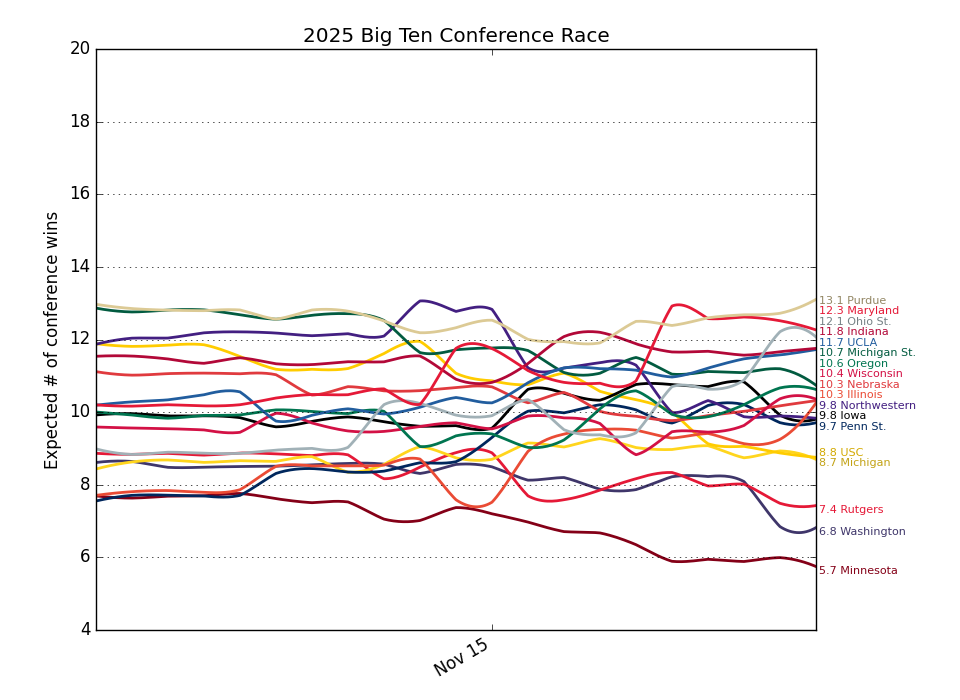 2025 Big Ten Conference Race
Expected # of conference wins
20
18
16
14
12
10
8
6
4
Nov 15
13.1 Purdue
12.3 Maryland
12.1 Ohio St.
11.8 Indiana
11.7 UCLA
10.7 Michigan St.
10.6 Oregon
10.4 Wisconsin
10.3 Nebraska
10.3 Illinois
9.8 Northwestern
9.8 Iowa
9.7 Penn St.
8.8 USC
8.7 Michigan
7.4 Rutgers
6.8 Washington
5.7 Minnesota